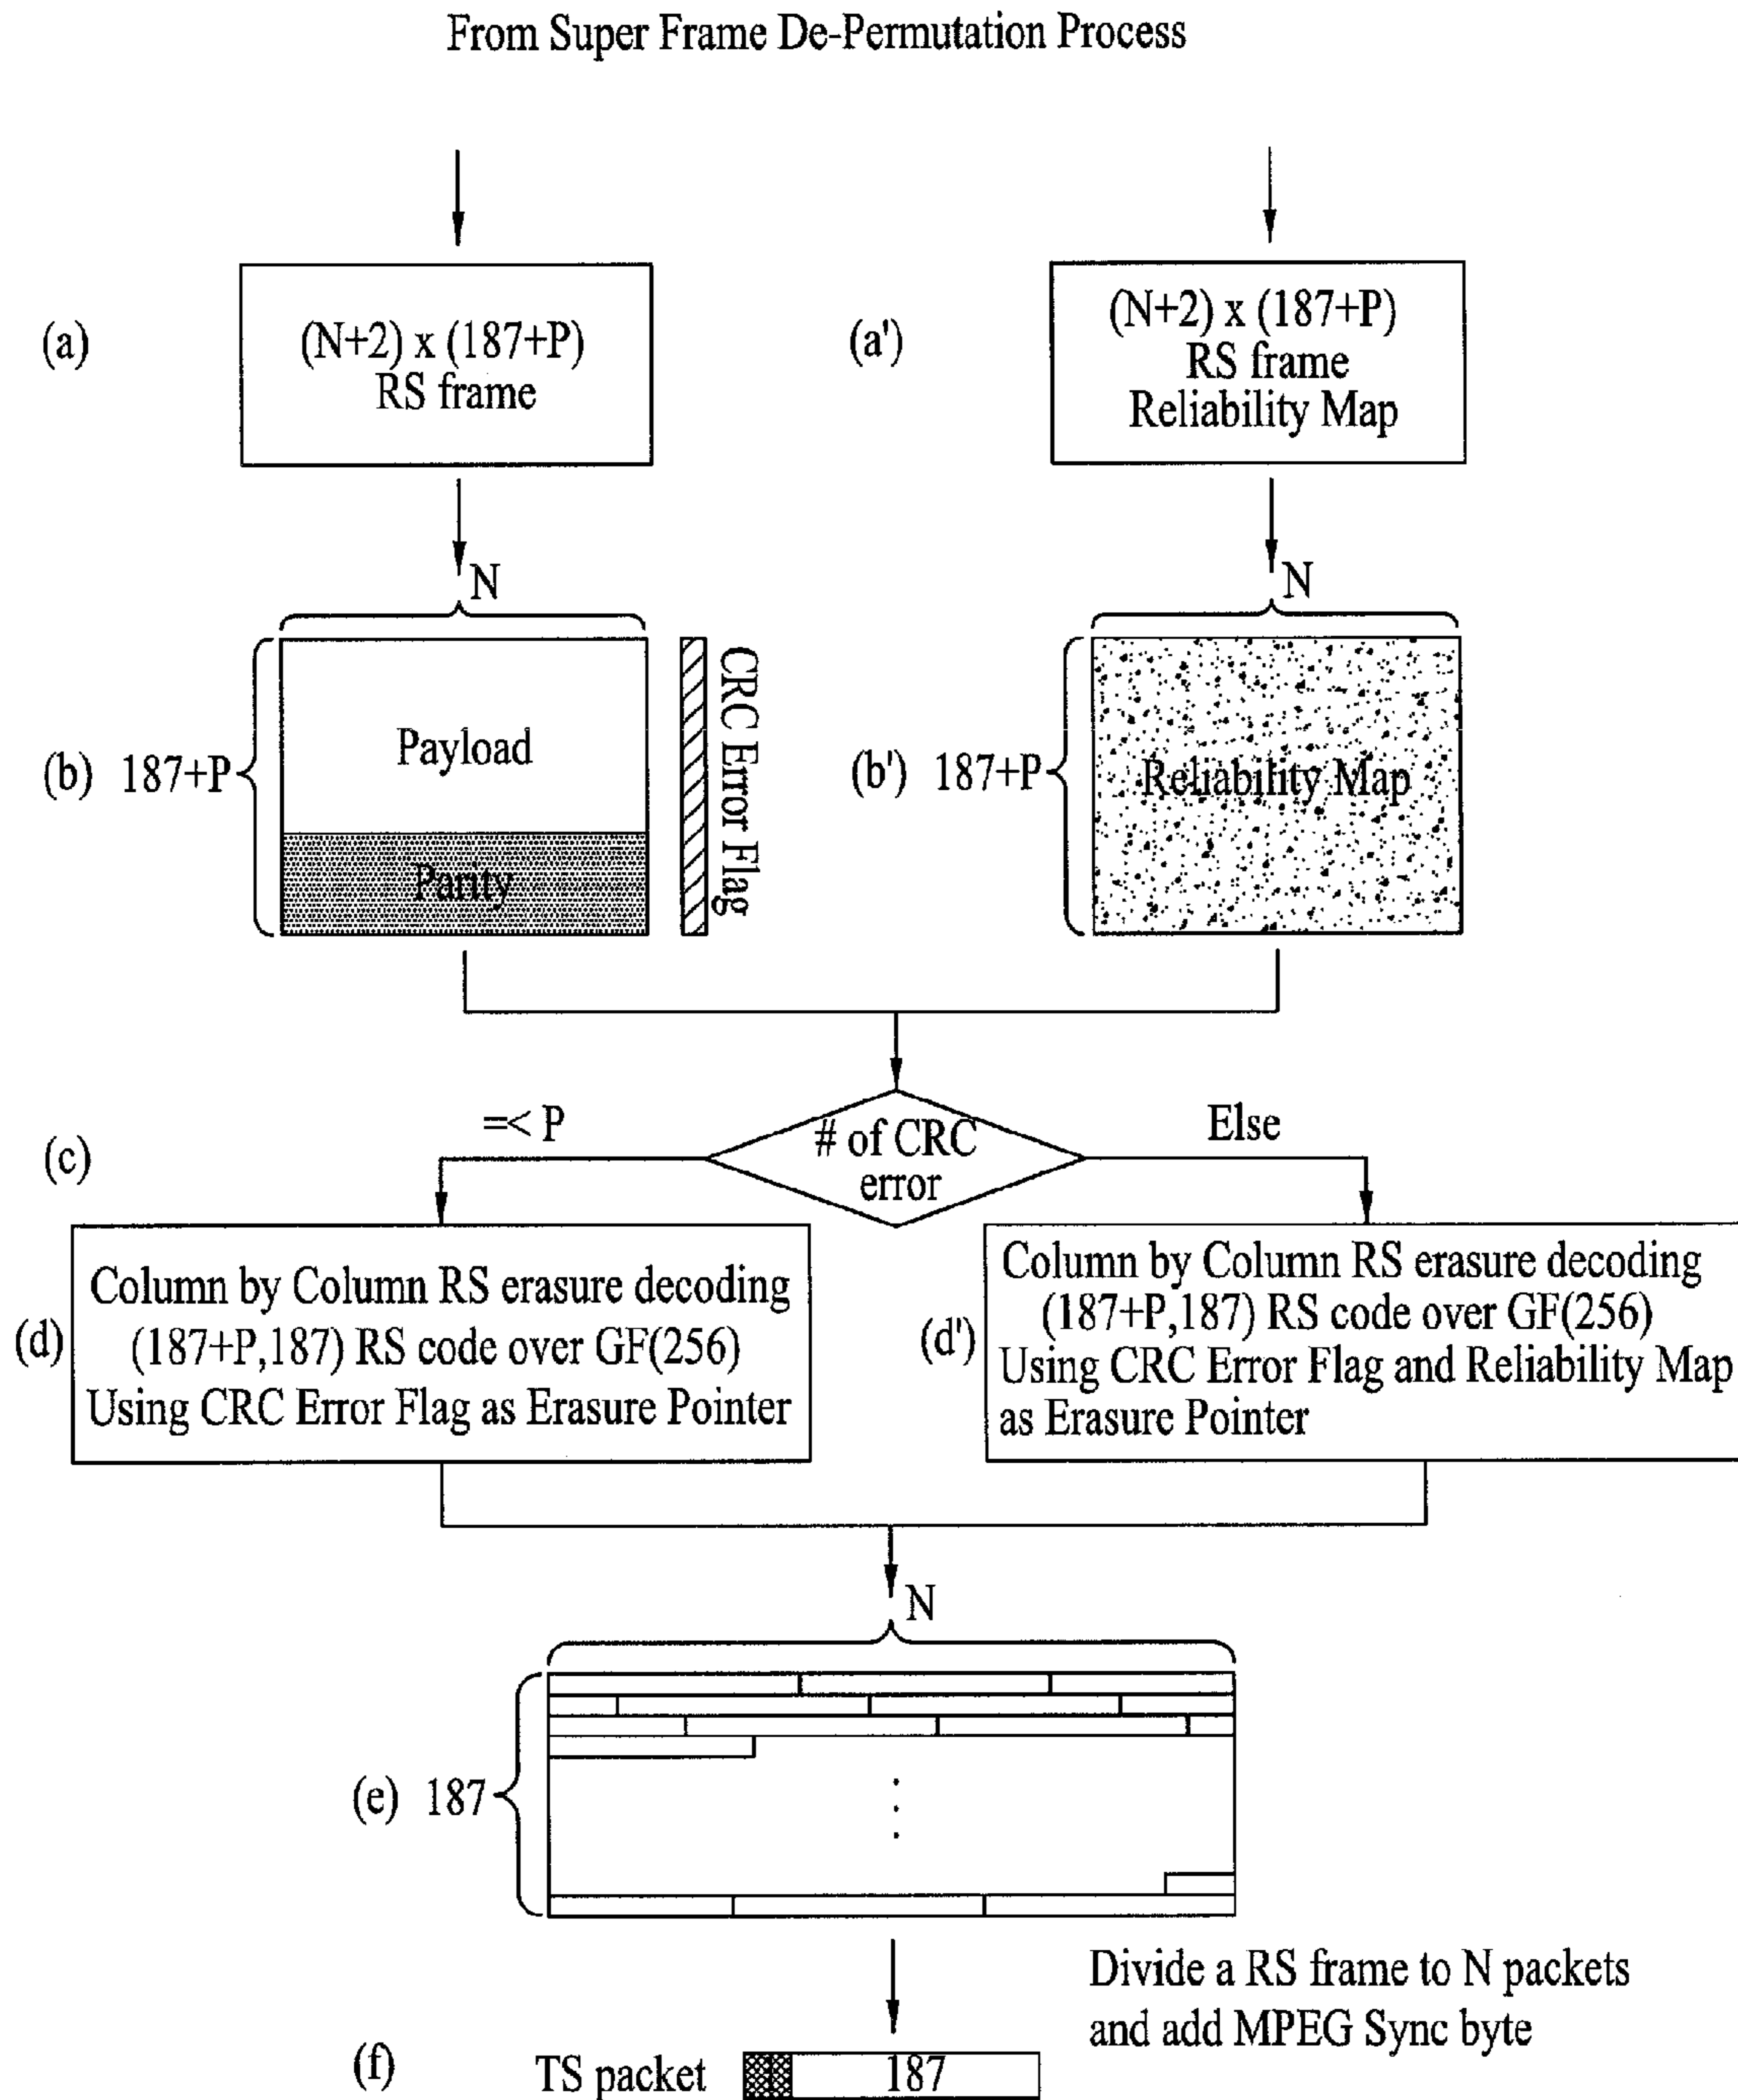 From Super Frame De-Permutation Process
(a)
(N+2) x (187+P)
RS frame
(a')
(N+2) x (187+P)
RS frame
Reliability Map
N
N
(b)
187+P
Payload
Parity
CRC Error Flag
(b')
187+P
Reliability Map
(c)
=< P
# of CRC
error
Else
(d)
Column by Column RS erasure decoding
(187+P,187) RS code over GF(256)
Using CRC Error Flag as Erasure Pointer
(d')
Column by Column RS erasure decoding
(187+P,187) RS code over GF(256)
Using CRC Error Flag and Reliability Map
as Erasure Pointer
N
(e)
187
Divide a RS frame to N packets
and add MPEG Sync byte
(f)
TS packet
187